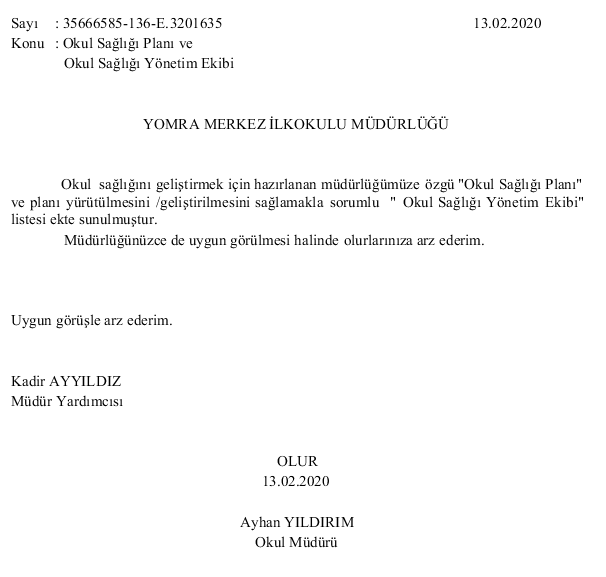 Sayı : 35666585-136-E.3201635 13.02.2020
Konu : Okul Sağlığı Planı ve
Okul Sağlığı Yönetim Ekibi
YOMRA MERKEZ İLKOKULU MÜDÜRLÜĞÜ
Okul sağlığını geliştirmek için hazırlanan müdürlüğümüze özgü "Okul Sağlığı Planı"
ve planı yürütülmesini /geliştirilmesini sağlamakla sorumlu " Okul Sağlığı Yönetim Ekibi"
listesi ekte sunulmuştur.
Müdürlüğünüzce de uygun görülmesi halinde olurlarınıza arz ederim.
Uygun görüşle arz ederim.
Kadir AYYILDIZ
Müdür Yardımcısı
OLUR
13.02.2020
Ayhan YILDIRIM
Okul Müdürü